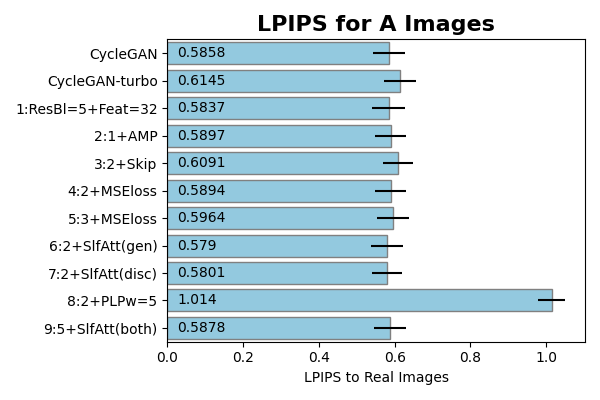 LPIPS for A Images
CycleGAN 0.5858
CycleGAN-turbo 0.6145
1:ResBl=5+Feat=32 0.5837
2:1+AMP 0.5897
3:2+Skip 0.6091
4:2+MSEloss 0.5894
5:3+MSEloss 0.5964
6:2+SlfAtt(gen) 0.579
7:2+SlfAtt(disc) 0.5801
8:2+PLPw=5 1.014
9:5+SlfAtt(both) 0.5878
0.0 0.2 0.4 0.6 0.8 1.0
LPIPS to Real Images